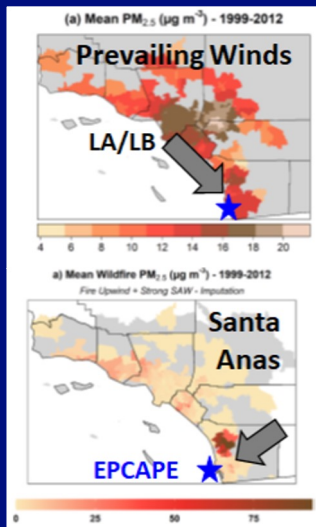 (a) Mean PM2.5 (µg m⁻³) - 1999-2012
Prevailing Winds
LA/LB
4 6 8 10 12 14 16 18 20
a) Mean Wildfire PM2.5 (µg m⁻³) - 1999-2012
Fire Upwind + Strong SAW - Imputation
Santa
Anas
EPCAPE
0 25 50 75